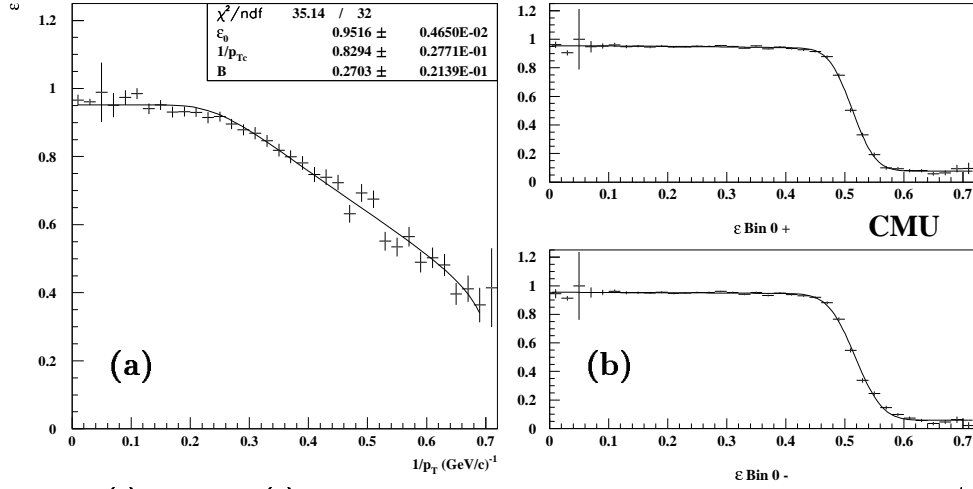 ε
χ²/ndf 35.14 / 32
ε₀ 0.9516 ± 0.4650E-02
1/p_Tc 0.8294 ± 0.2771E-01
B 0.2703 ± 0.2139E-01
1
0.8
0.6
0.4
0.2
0
(a)
0 0.1 0.2 0.3 0.4 0.5 0.6 0.7
1/p_T (GeV/c)⁻¹
1.2
1
0.8
0.6
0.4
0.2
0
0 0.1 0.2 0.3 0.4 0.5 0.6 0.7
ε Bin 0 +
CMU
1.2
1
0.8
0.6
0.4
0.2
0
(b)
0 0.1 0.2 0.3 0.4 0.5 0.6 0.7
ε Bin 0 -